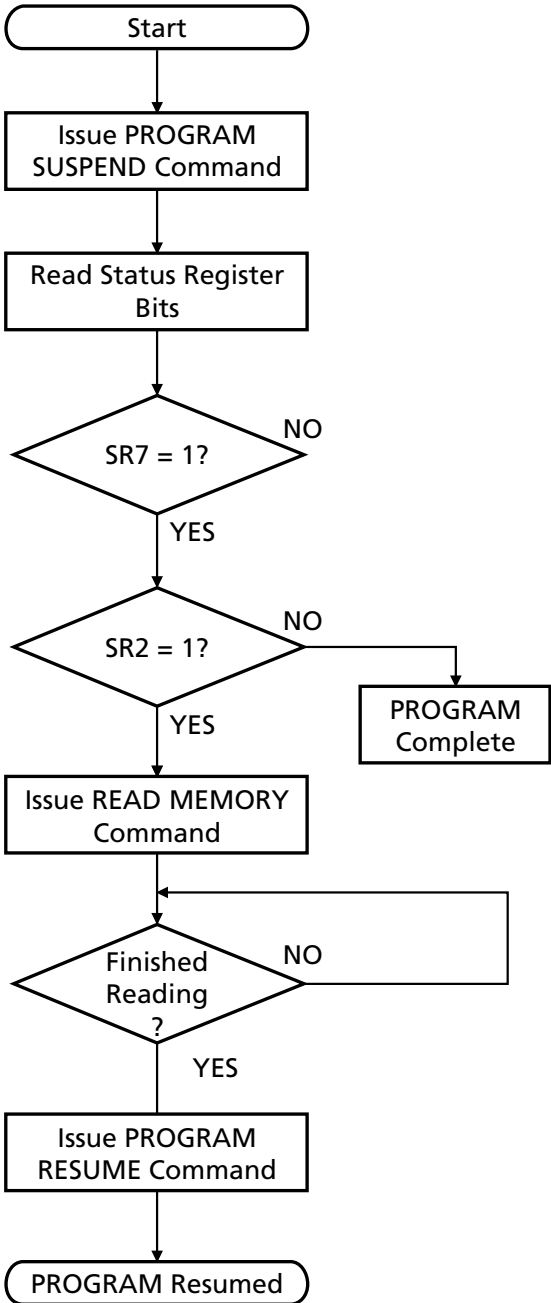 Start
Issue PROGRAM
SUSPEND Command
Read Status Register
Bits
NO
SR7 = 1?
YES
NO
SR2 = 1?
YES
PROGRAM
Complete
Issue READ MEMORY
Command
Finished
Reading
?
NO
YES
Issue PROGRAM
RESUME Command
PROGRAM Resumed